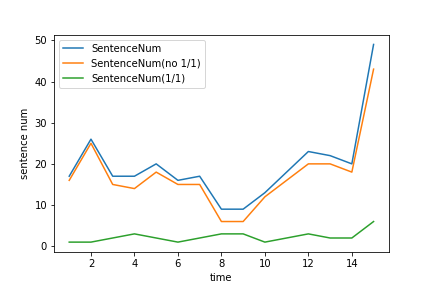 50
40
30
20
10
0
sentence num
SentenceNum
SentenceNum(no 1/1)
SentenceNum(1/1)
2 4 6 8 10 12 14
time